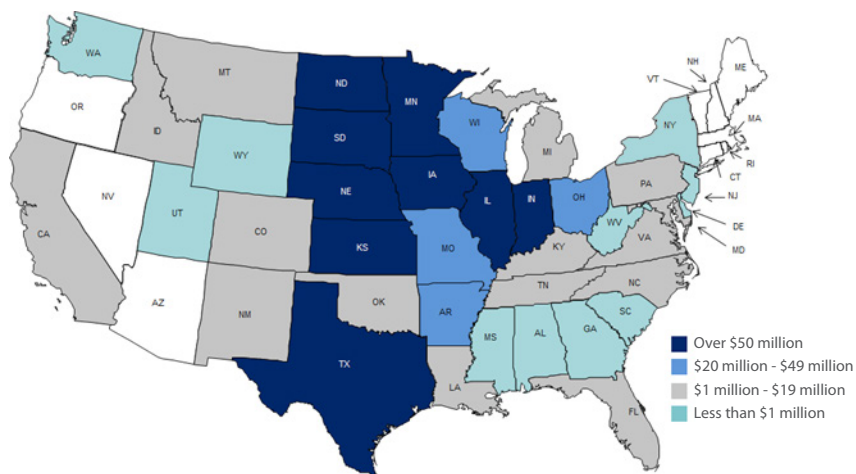 WA
MT
ND
MN
ME
NH
VT
OR
ID
WY
SD
WI
MI
NY
MA
RI
CT
NV
UT
CO
NE
IA
IL
IN
OH
PA
NJ
DE
MD
WV
VA
CA
KS
MO
KY
AZ
NM
OK
AR
TN
NC
SC
TX
LA
MS
AL
GA
FL
Over $50 million
$20 million - $49 million
$1 million - $19 million
Less than $1 million